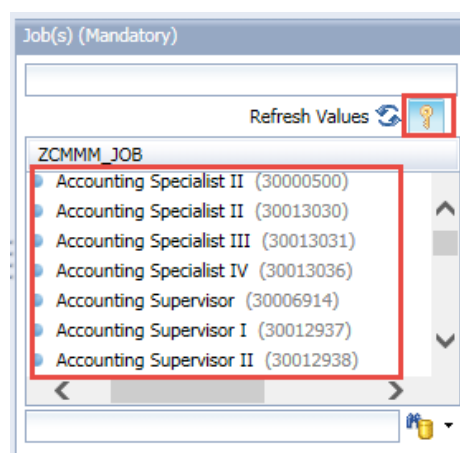 Job(s) (Mandatory)
Refresh Values
ZCMMM_JOB
Accounting Specialist II (30000500)
Accounting Specialist II (30013030)
Accounting Specialist III (30013031)
Accounting Specialist IV (30013036)
Accounting Supervisor (30006914)
Accounting Supervisor I (30012937)
Accounting Supervisor II (30012938)